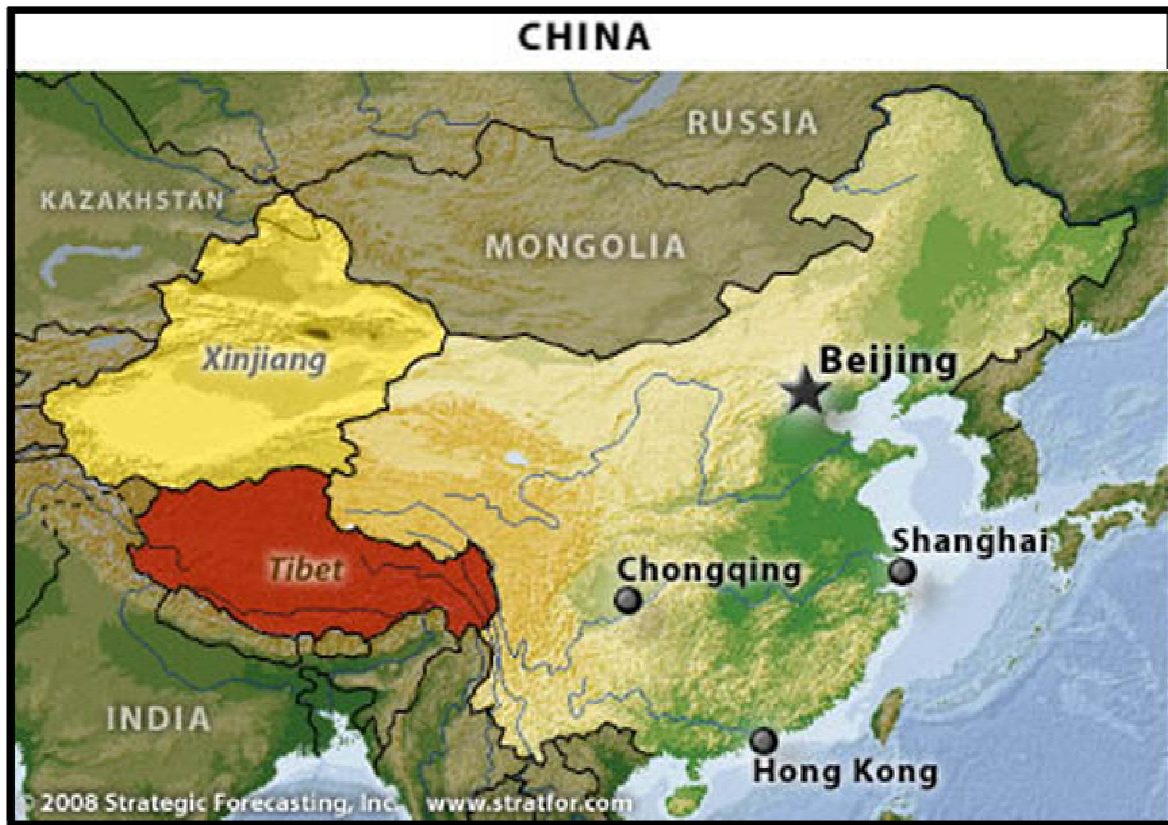 CHINA
RUSSIA
KAZAKHSTAN
MONGOLIA
Xinjiang
Beijing
Shanghai
Tibet
Chongqing
INDIA
Hong Kong
© 2008 Strategic Forecasting, Inc. www.stratfor.com